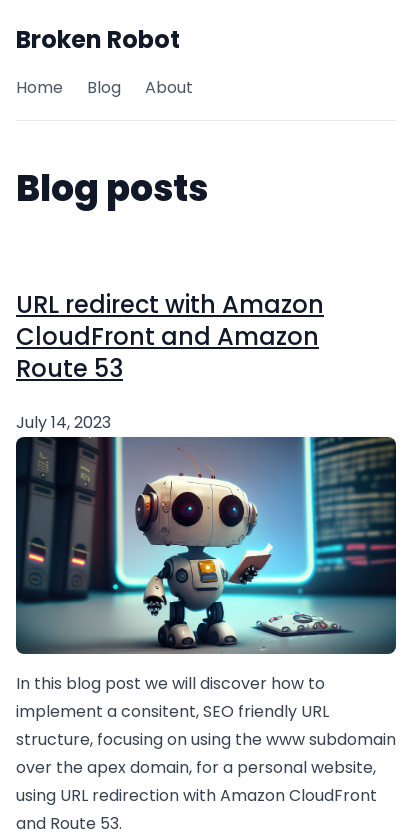 Broken Robot
Home Blog About
Blog posts
URL redirect with Amazon
CloudFront and Amazon
Route 53
July 14, 2023
In this blog post we will discover how to
implement a consitent, SEO friendly URL
structure, focusing on using the www subdomain
over the apex domain, for a personal website,
using URL redirection with Amazon CloudFront
and Route 53.